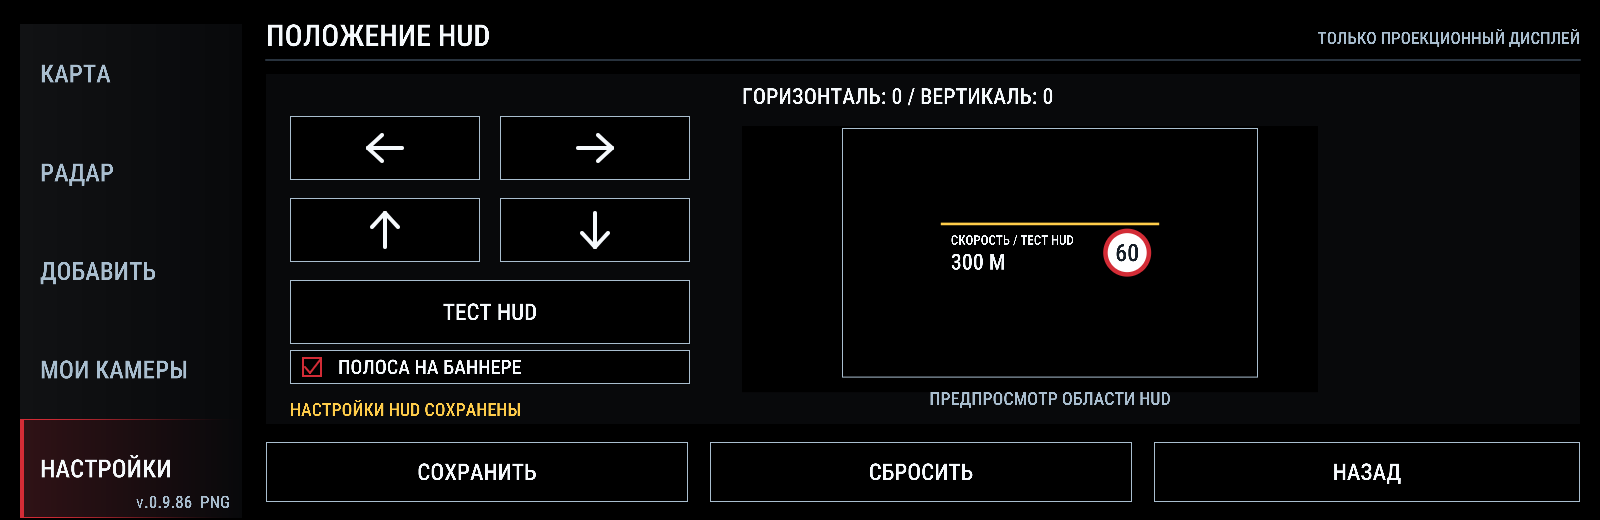 КАРТА
РАДАР
ДОБАВИТЬ
МОИ КАМЕРЫ
НАСТРОЙКИ
v.0.9.86 PNG
ПОЛОЖЕНИЕ HUD
ТОЛЬКО ПРОЕКЦИОННЫЙ ДИСПЛЕЙ
ТЕСТ HUD
ПОЛОСА НА БАННЕРЕ
НАСТРОЙКИ HUD СОХРАНЕНЫ
ГОРИЗОНТАЛЬ: 0 / ВЕРТИКАЛЬ: 0
СКОРОСТЬ / ТЕСТ HUD
300 М
60
ПРЕДПРОСМОТР ОБЛАСТИ HUD
СОХРАНИТЬ
СБРОСИТЬ
НАЗАД